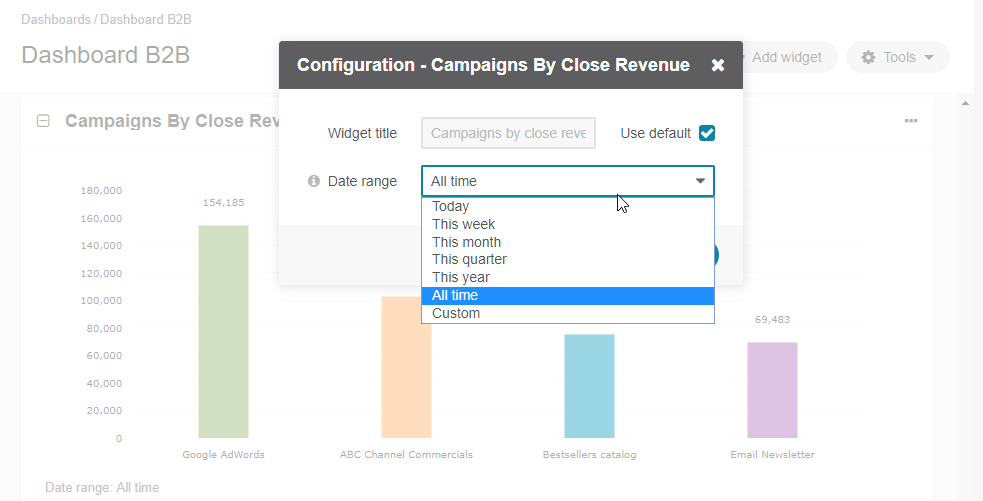 Dashboards / Dashboard B2B
Dashboard B2B
Add widget
Tools
Configuration - Campaigns By Close Revenue
Campaigns By Close Rev
Widget title
Campaigns by close reve
Use default
Date range
All time
Today
This week
This month
This quarter
This year
All time
Custom
180,000
160,000
140,000
120,000
100,000
80,000
60,000
40,000
20,000
0
154,185
69,483
Google AdWords
ABC Channel Commercials
Bestsellers catalog
Email Newsletter
Date range: All time